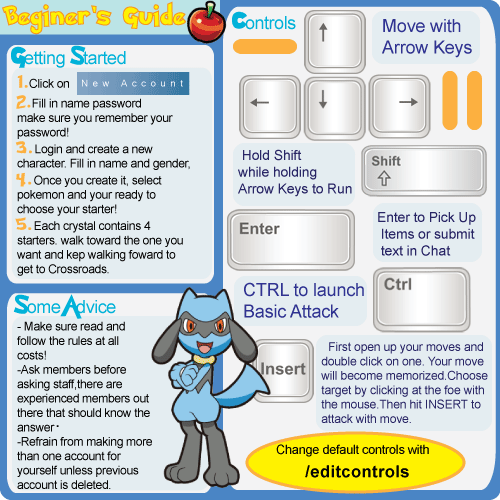 Beginer's Guide
Getting Started
1.Click on New Account
2.Fill in name password
make sure you remember your
password!
3. Login and create a new
character. Fill in name and gender,
4. Once you create it, select
pokemon and your ready to
choose your starter!
5. Each crystal contains 4
starters. walk toward the one you
want and kep walking foward to
get to Crossroads.
Some Advice
- Make sure read and
follow the rules at all
costs!
-Ask members before
asking staff,there are
experienced members out
there that should know the
answer.
-Refrain from making more
than one account for
yourself unless previous
account is deleted.
Controls
Move with
Arrow Keys
Hold Shift
while holding
Arrow Keys to Run
Shift
Enter
Enter to Pick Up
Items or submit
text in Chat
CTRL to launch
Basic Attack
Ctrl
Insert
First open up your moves and
double click on one. Your move
will become memorized.Choose
target by clicking at the foe with
the mouse.Then hit INSERT to
attack with move.
Change default controls with
/editcontrols